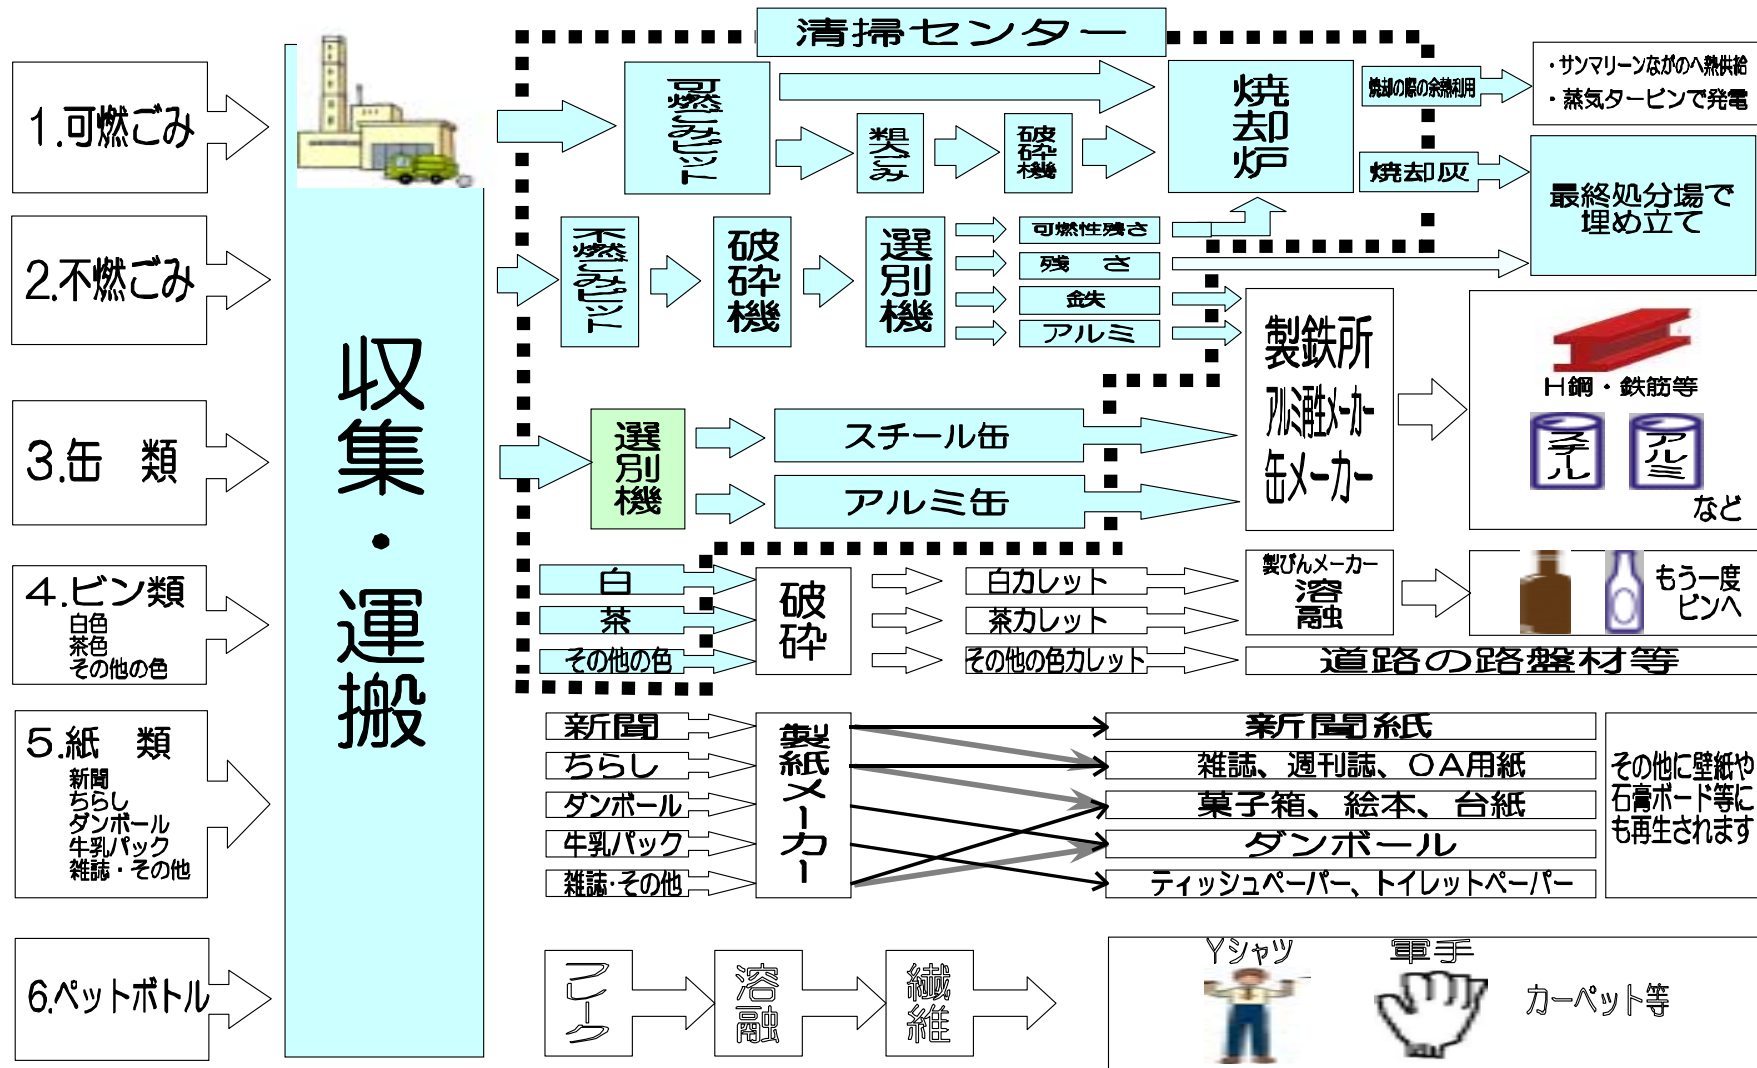 清掃センター
1.可燃ごみ
2.不燃ごみ
3.缶　類
4.ビン類
白色
茶色
その他の色
5.紙　類
新聞
ちらし
ダンボール
牛乳パック
雑誌・その他
6.ペットボトル
収集・運搬
可燃ごみピット
粗大ごみ
破砕機
焼却炉
焼却の際の余熱利用
・サンマリーンながのへ熱供給
・蒸気タービンで発電
焼却灰
最終処分場で
埋め立て
不燃ごみピット
破砕機
選別機
可燃性残さ
残　さ
鉄
アルミ
製鉄所
アルミ再生メーカー
缶メーカー
H鋼・鉄筋等
スチール
アルミ
など
選別機
スチール缶
アルミ缶
白
茶
その他の色
破砕
白カレット
茶カレット
その他の色カレット
製びんメーカー
溶融
もう一度
ビンへ
道路の路盤材等
新聞
ちらし
ダンボール
牛乳パック
雑誌・その他
製紙メーカー
新聞紙
雑誌、週刊誌、OA用紙
菓子箱、絵本、台紙
ダンボール
ティッシュペーパー、トイレットペーパー
その他に壁紙や
石膏ボード等に
も再生されます
フレーク
溶融
繊維
Yシャツ
軍手
カーペット等